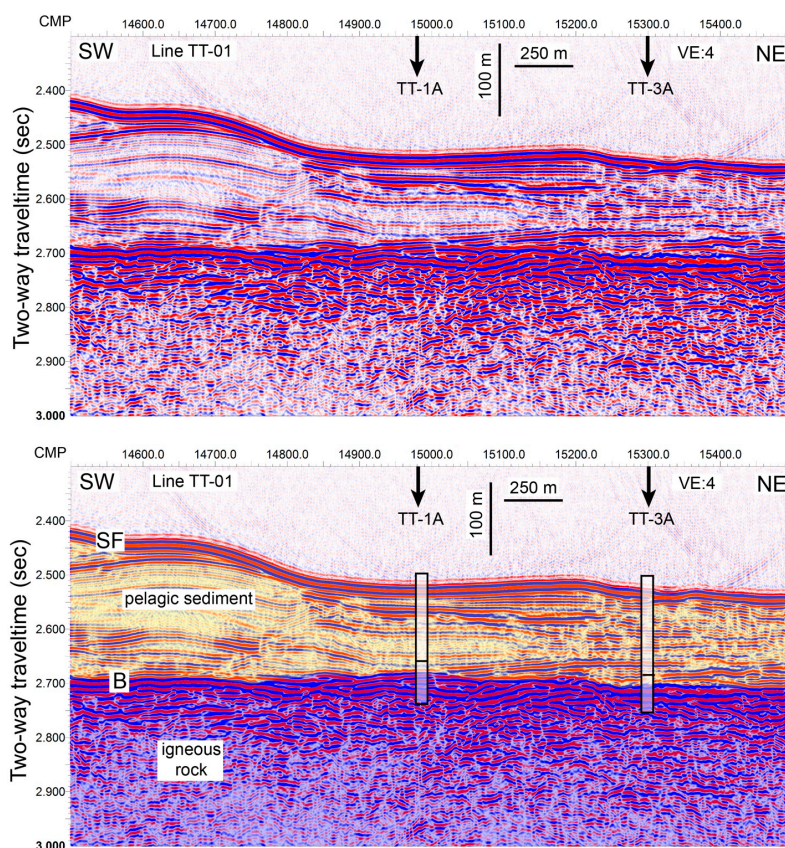 CMP 14600.0 14700.0 14800.0 14900.0 15000.0 15100.0 15200.0 15300.0 15400.0
SW Line TT-01 250 m VE:4 NE
100 m
TT-1A TT-3A
Two-way traveltime (sec)
2.400
2.500
2.600
2.700
2.800
2.900
3.000
CMP 14600.0 14700.0 14800.0 14900.0 15000.0 15100.0 15200.0 15300.0 15400.0
SW Line TT-01 250 m VE:4 NE
100 m
TT-1A TT-3A
Two-way traveltime (sec)
2.400
SF
2.500
pelagic sediment
2.600
B
2.700
igneous
rock
2.800
2.900
3.000